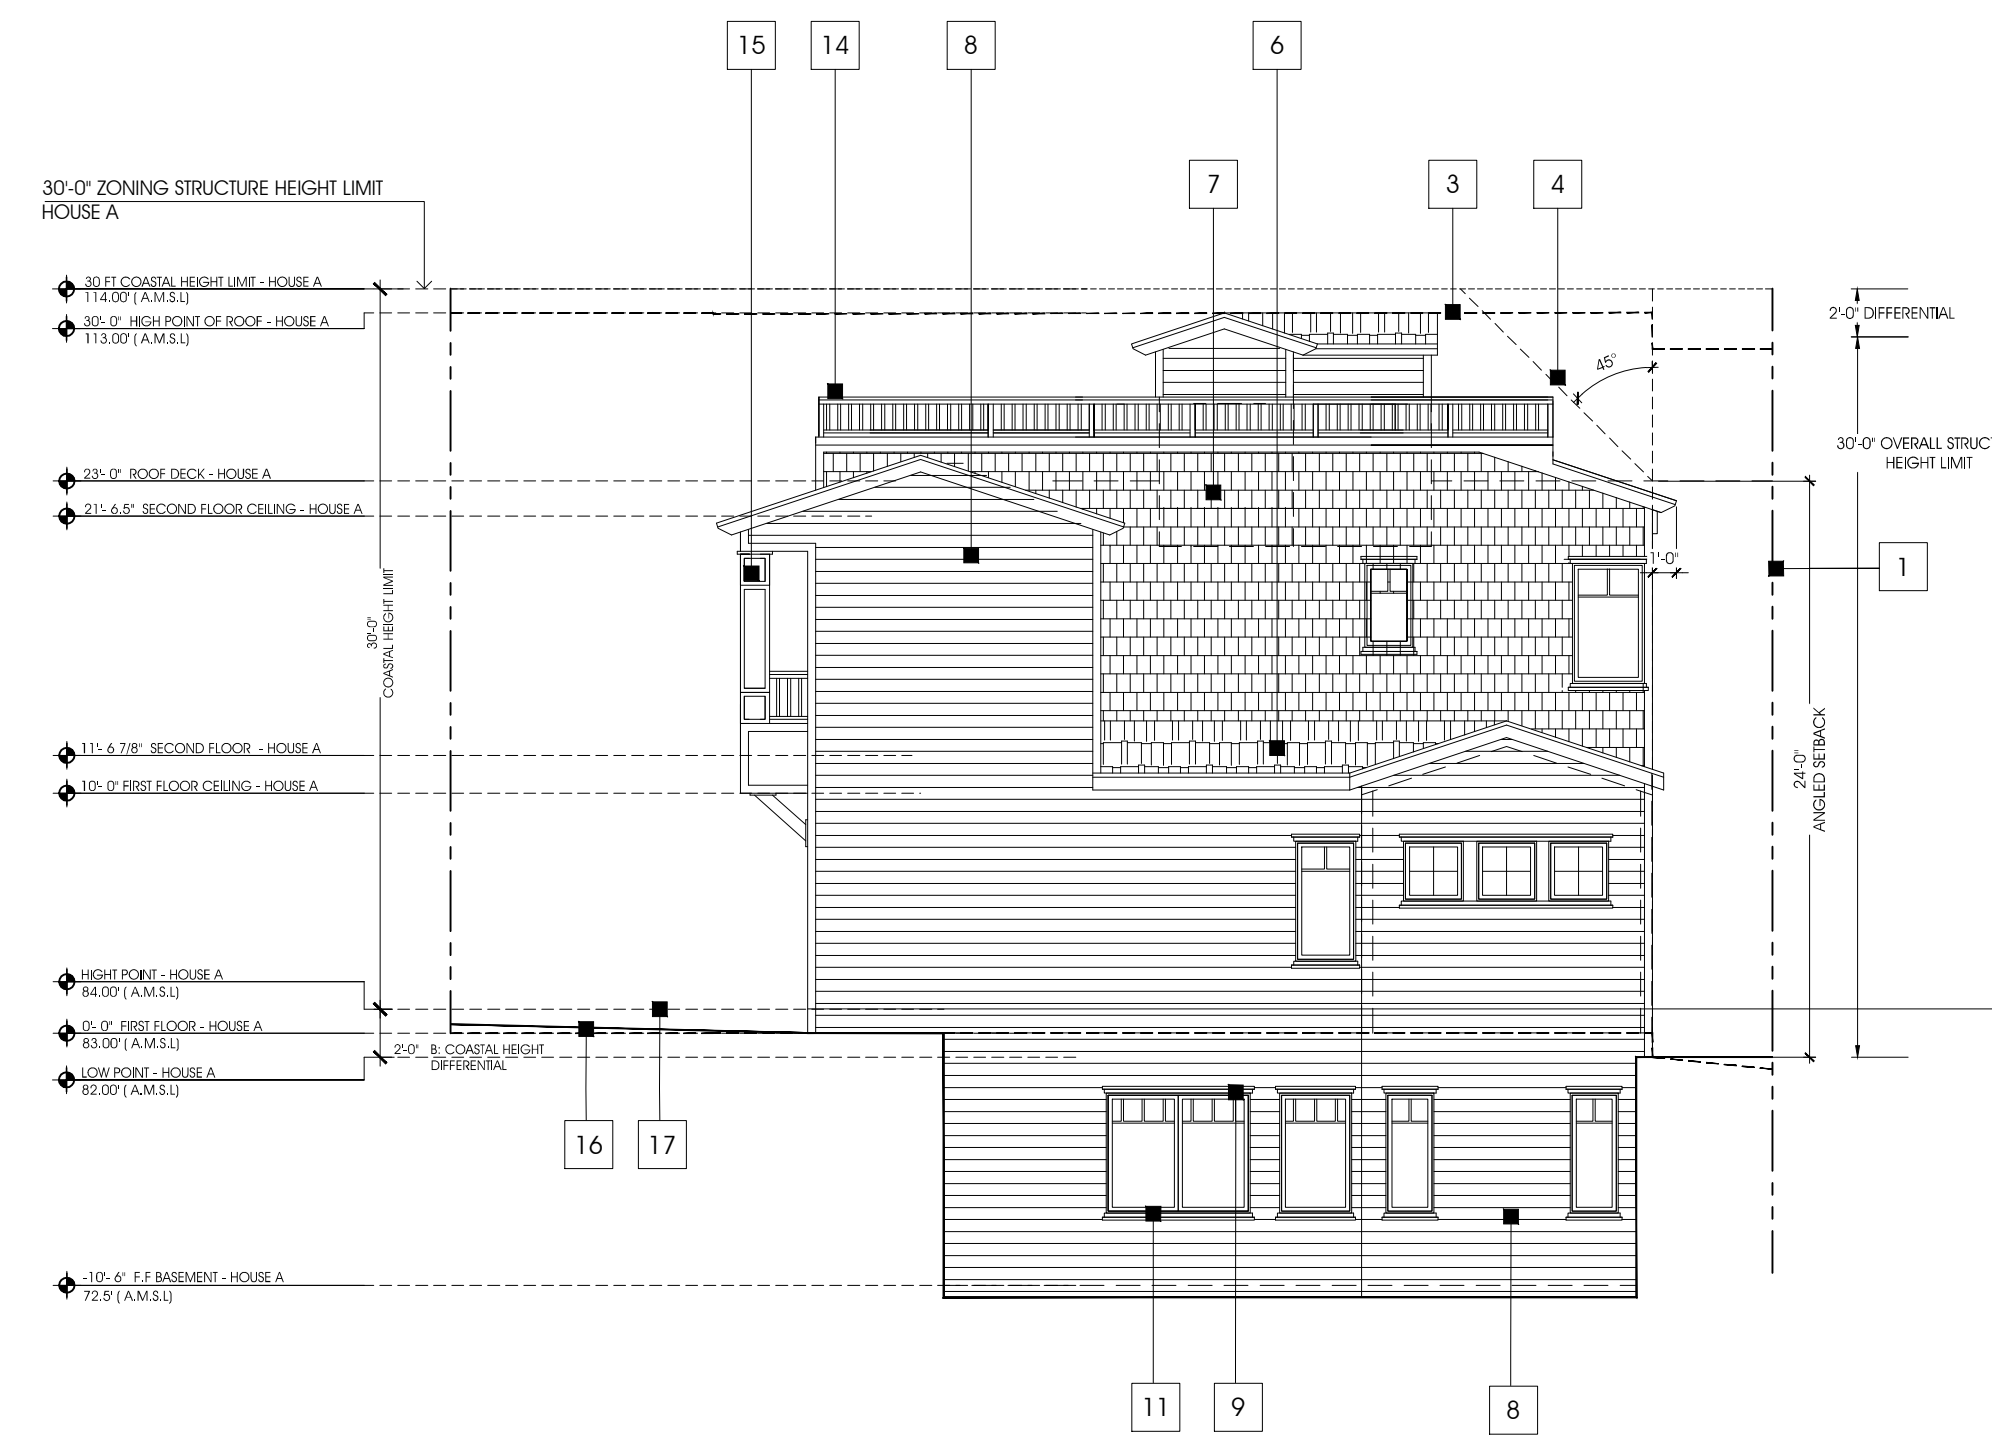 15
14
8
6
7
3
4
30'-0" ZONING STRUCTURE HEIGHT LIMIT
HOUSE A
30 FT COASTAL HEIGHT LIMIT - HOUSE A
114.00' ( A.M.S.L)
30'- 0" HIGH POINT OF ROOF - HOUSE A
113.00' ( A.M.S.L)
2'-0" DIFFERENTIAL
45°
30'-0" OVERALL STRUC
HEIGHT LIMIT
23'- 0" ROOF DECK - HOUSE A
21'- 6.5" SECOND FLOOR CEILING - HOUSE A
1'-0"
1
30'-0"
COASTAL HEIGHT LIMIT
24'-0"
ANGLED SETBACK
11'- 6 7/8" SECOND FLOOR - HOUSE A
10'- 0" FIRST FLOOR CEILING - HOUSE A
HIGHT POINT - HOUSE A
84.00' ( A.M.S.L)
0'- 0" FIRST FLOOR - HOUSE A
83.00' ( A.M.S.L)
2'-0" B: COASTAL HEIGHT
DIFFERENTIAL
LOW POINT - HOUSE A
82.00' ( A.M.S.L)
16
17
-10'- 6" F.F BASEMENT - HOUSE A
72.5' ( A.M.S.L)
11
9
8